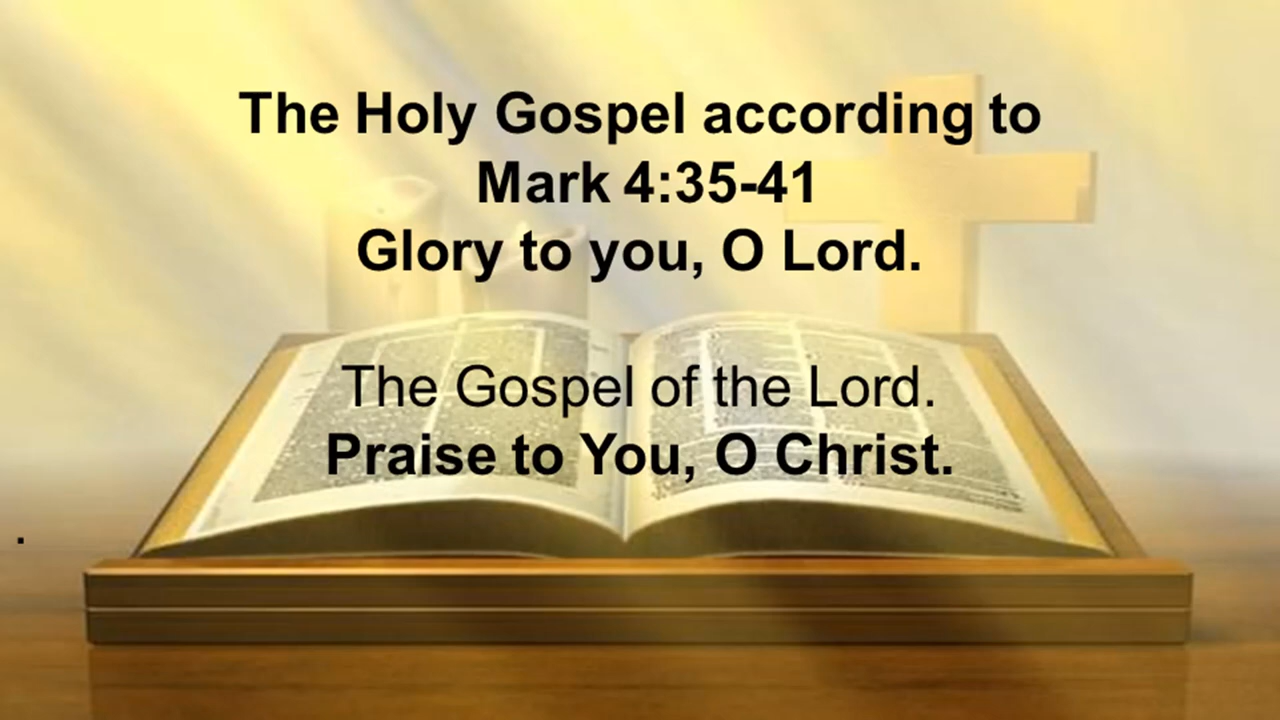 The Holy Gospel according to
Mark 4:35-41
Glory to you, O Lord.
The Gospel of the Lord.
Praise to You, O Christ.
.